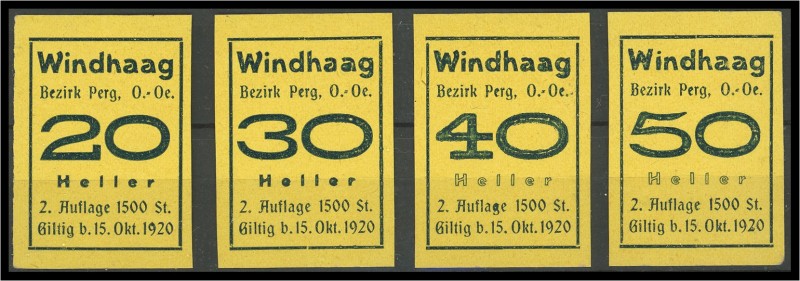 Windhaag
Bezirk Perg, O.-Oe.
20
Heller
2. Auflage 1500 St.
Giltig b. 15. Okt. 1920
Windhaag
Bezirk Perg, O.-Oe.
30
Heller
2. Auflage 1500 St.
Giltig b. 15. Okt. 1920
Windhaag
Bezirk Perg, O.-Oe.
40
Heller
2. Auflage 1500 St.
Giltig b. 15. Okt. 1920
Windhaag
Bezirk Perg, O.-Oe.
50
Heller
2. Auflage 1500 St.
Giltig b. 15. Okt. 1920